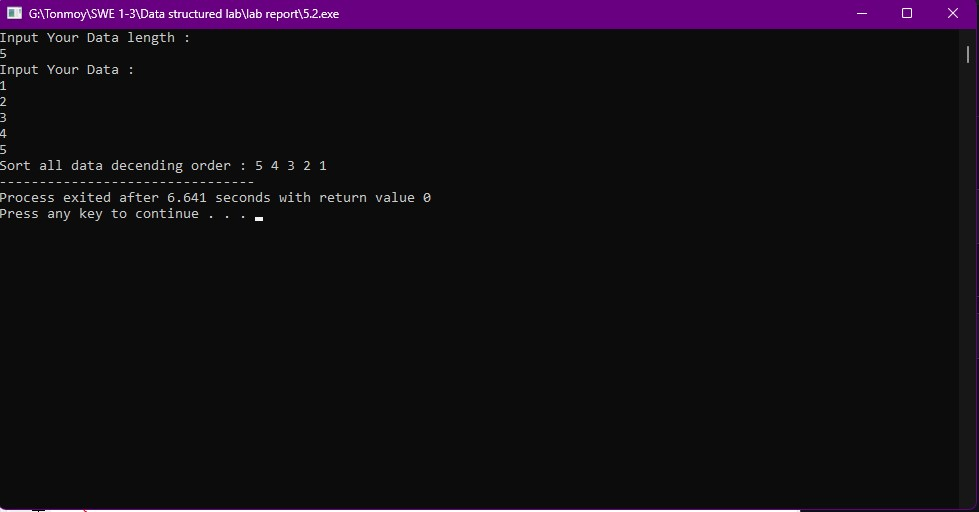 G:\Tonmoy\SWE 1-3\Data structured lab\lab report\5.2.exe
Input Your Data length :
5
Input Your Data :
1
2
3
4
5
Sort all data decending order : 5 4 3 2 1
--------------------------------
Process exited after 6.641 seconds with return value 0
Press any key to continue . . .